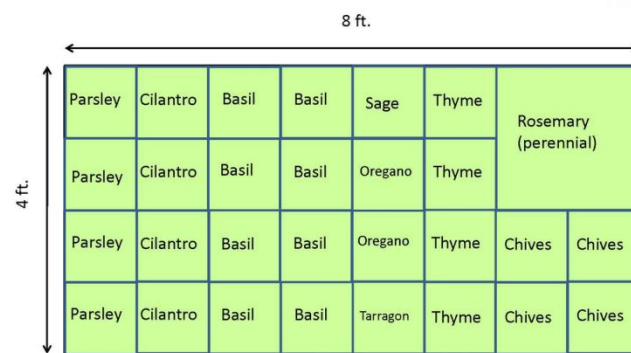 8 ft.
4 ft.
Parsley Cilantro Basil Basil Sage Thyme
Rosemary
(perennial)
Parsley Cilantro Basil Basil Oregano Thyme
Parsley Cilantro Basil Basil Oregano Thyme Chives Chives
Parsley Cilantro Basil Basil Tarragon Thyme Chives Chives